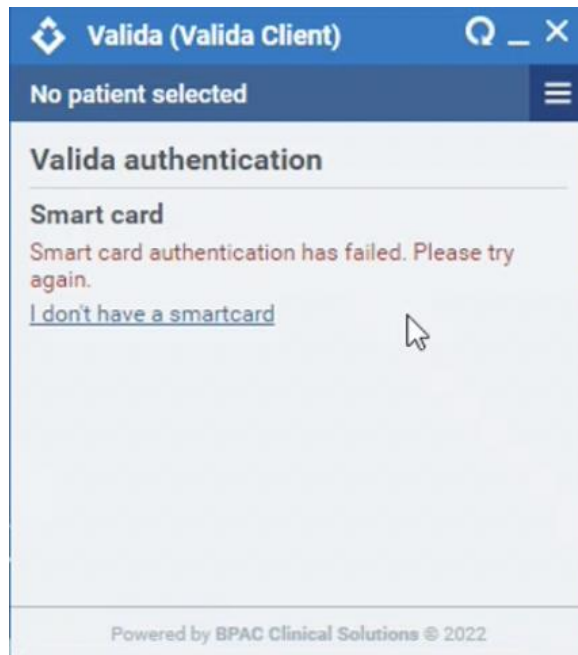 Valida (Valida Client)
No patient selected
Valida authentication
Smart card
Smart card authentication has failed. Please try
again.
I don't have a smartcard
Powered by BPAC Clinical Solutions © 2022